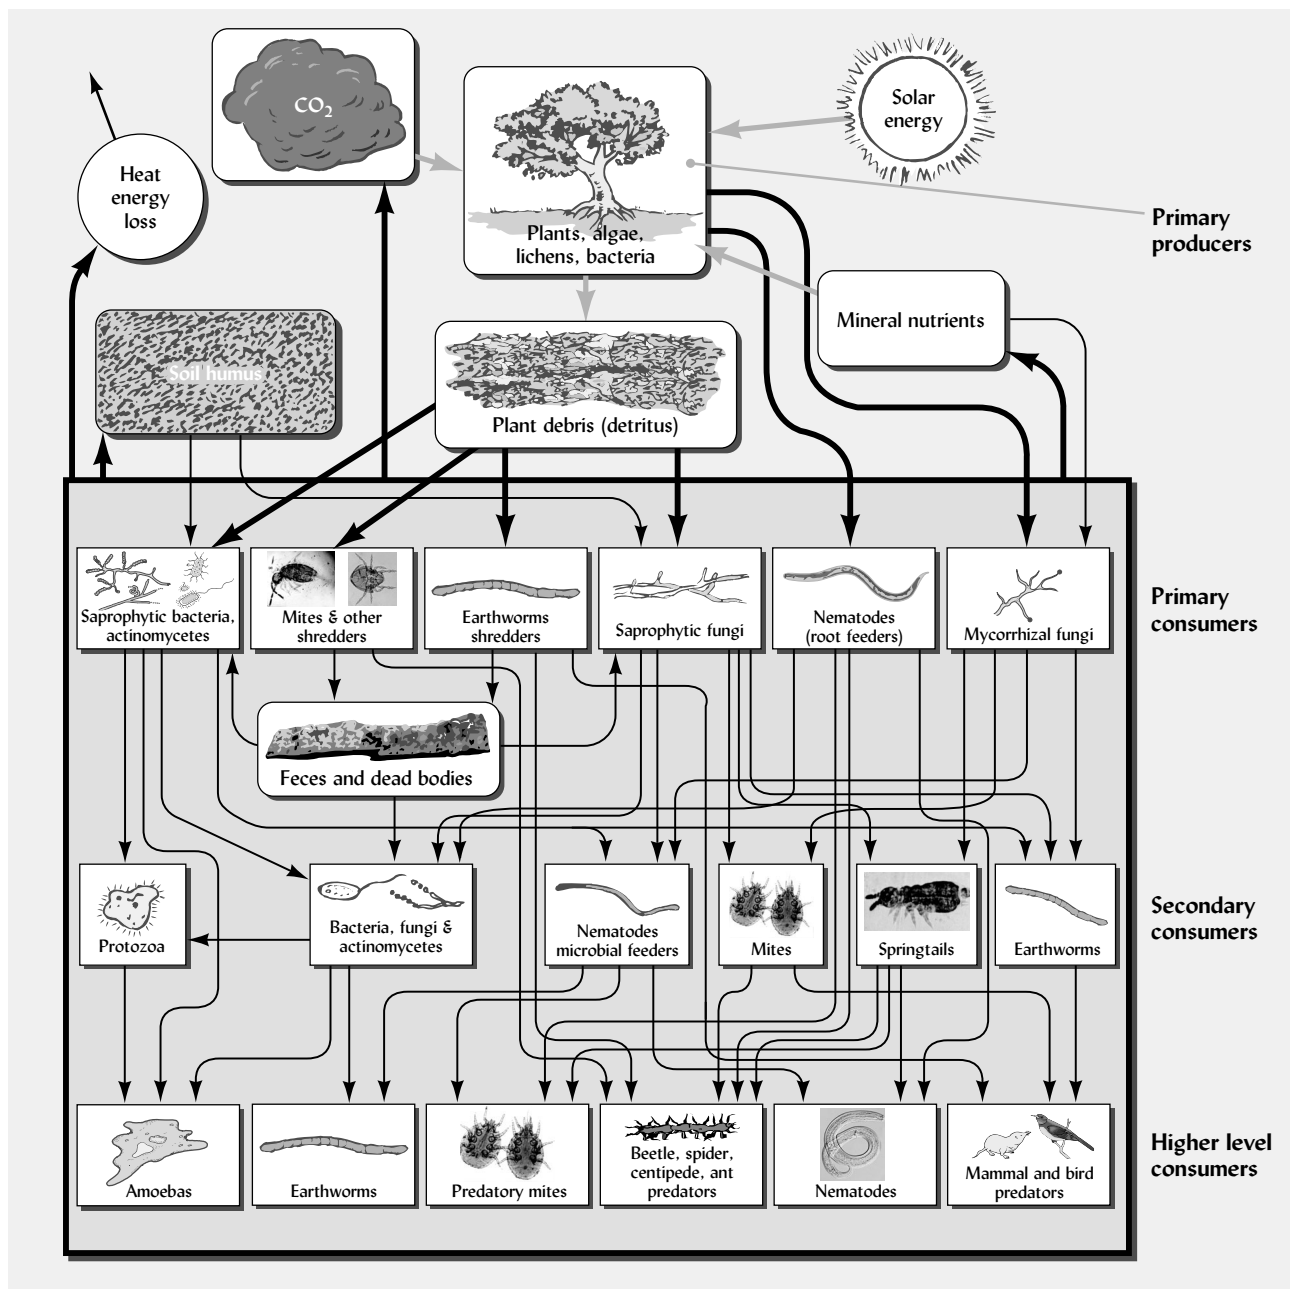 CO₂
Solar
energy
Heat
energy
loss
Plants, algae,
lichens, bacteria
Primary
producers
Mineral nutrients
Soil humus
Plant debris (detritus)
Saprophytic bacteria,
actinomycetes
Mites & other
shredders
Earthworms
shredders
Saprophytic fungi
Nematodes
(root feeders)
Mycorrhizal fungi
Primary
consumers
Feces and dead bodies
Protozoa
Bacteria, fungi &
actinomycetes
Nematodes
microbial feeders
Mites
Springtails
Earthworms
Secondary
consumers
Amoebas
Earthworms
Predatory mites
Beetle, spider,
centipede, ant
predators
Nematodes
Mammal and bird
predators
Higher level
consumers